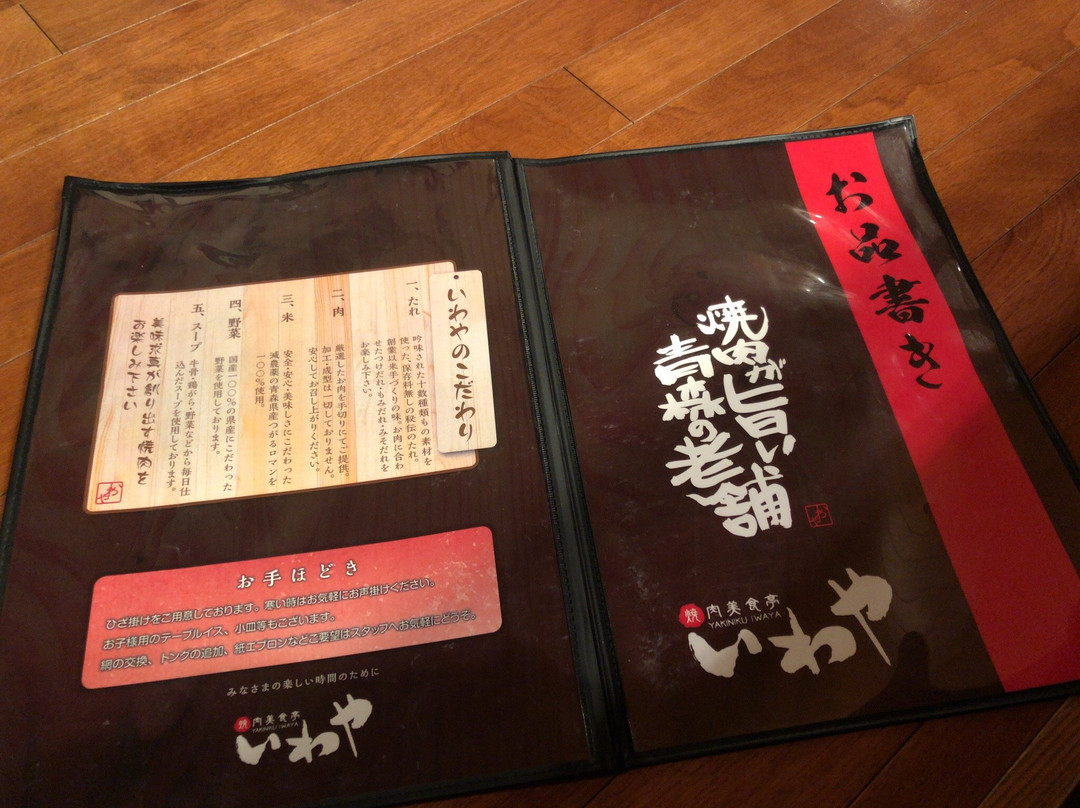 お品書き
焼肉が旨い
青森の老舗
焼肉美食亭
YAKINIKU IWAYA
いわや
いわやのこだわり
一、たれ
吟味された十数種類もの素材を
使った、保存料無しの秘伝のたれ。
創業以来手づくりの味。お肉に合わ
せたつけだれ・もみだれ・みそだれを
お楽しみ下さい。
二、肉
厳選したお肉を手切りにてご提供。
加工・成型は一切しておりません。
安心してお召し上がりください。
三、米
安全・安心・美味しさにこだわった
減農薬の青森県産つがるロマンを
一〇〇％使用。
四、野菜
国産一〇〇％の県産にこだわった
野菜を使用しております。
五、スープ
牛骨・鶏がら・野菜などから毎日仕
込んだスープを使用しております。
美味求真が創り出す焼肉を
お楽しみ下さい
お手ほどき
ひざ掛けをご用意しております。寒い時はお気軽にお声掛けください。
お子様用のテーブルイス、小皿等もございます。
網の交換、トングの追加、紙エプロンなどご要望はスタッフへお気軽にどうぞ。
みなさまの楽しい時間のために
焼肉美食亭
YAKINIKU IWAYA
いわや